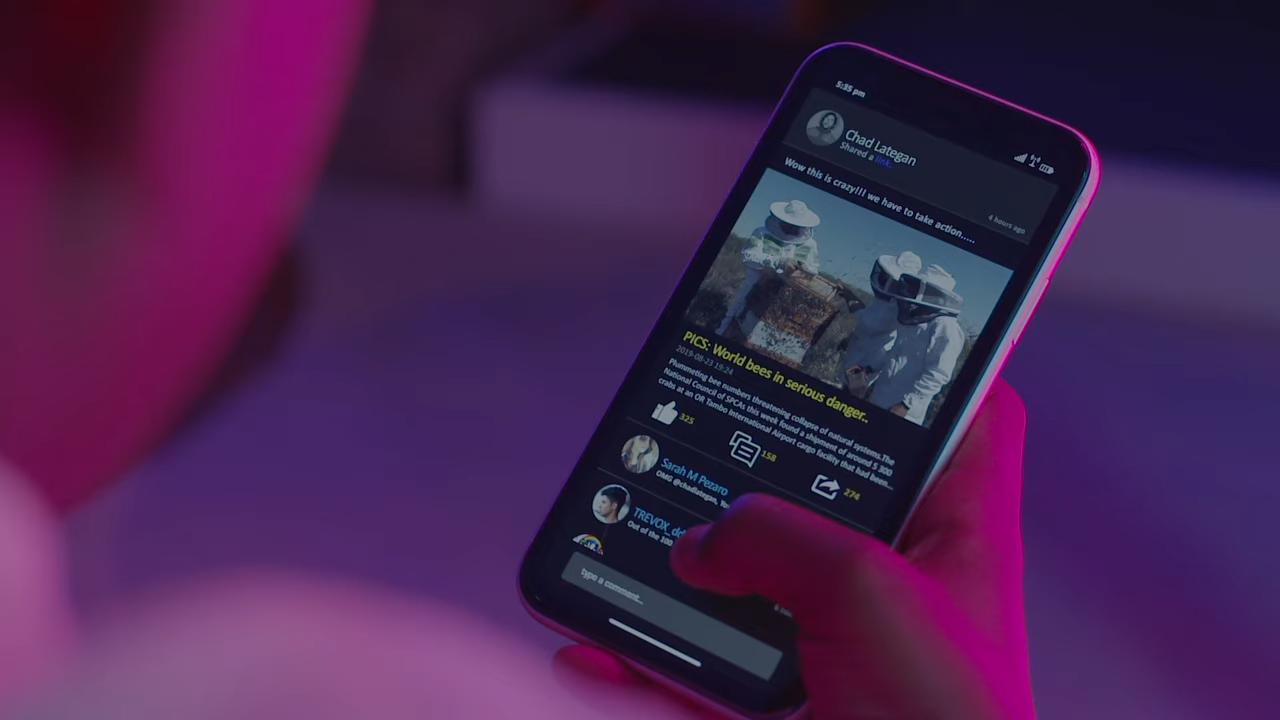 5:35 pm
Chad Lategan
Shared a link.
4 hours ago
Wow this is crazy!!! we have to take action.....
PICS: World bees in serious danger..
2019-08-23 19:24
Plummeting bee numbers threatening collapse of natural systems.The
National Council of SPCAs this week found a shipment of around 5 300
crabs at an OR Tambo International Airport cargo facility that had been...
325
158
274
Sarah M Pezaro
OMG @chadlategan,
TREVOX_
Out of the 100
type a comment...